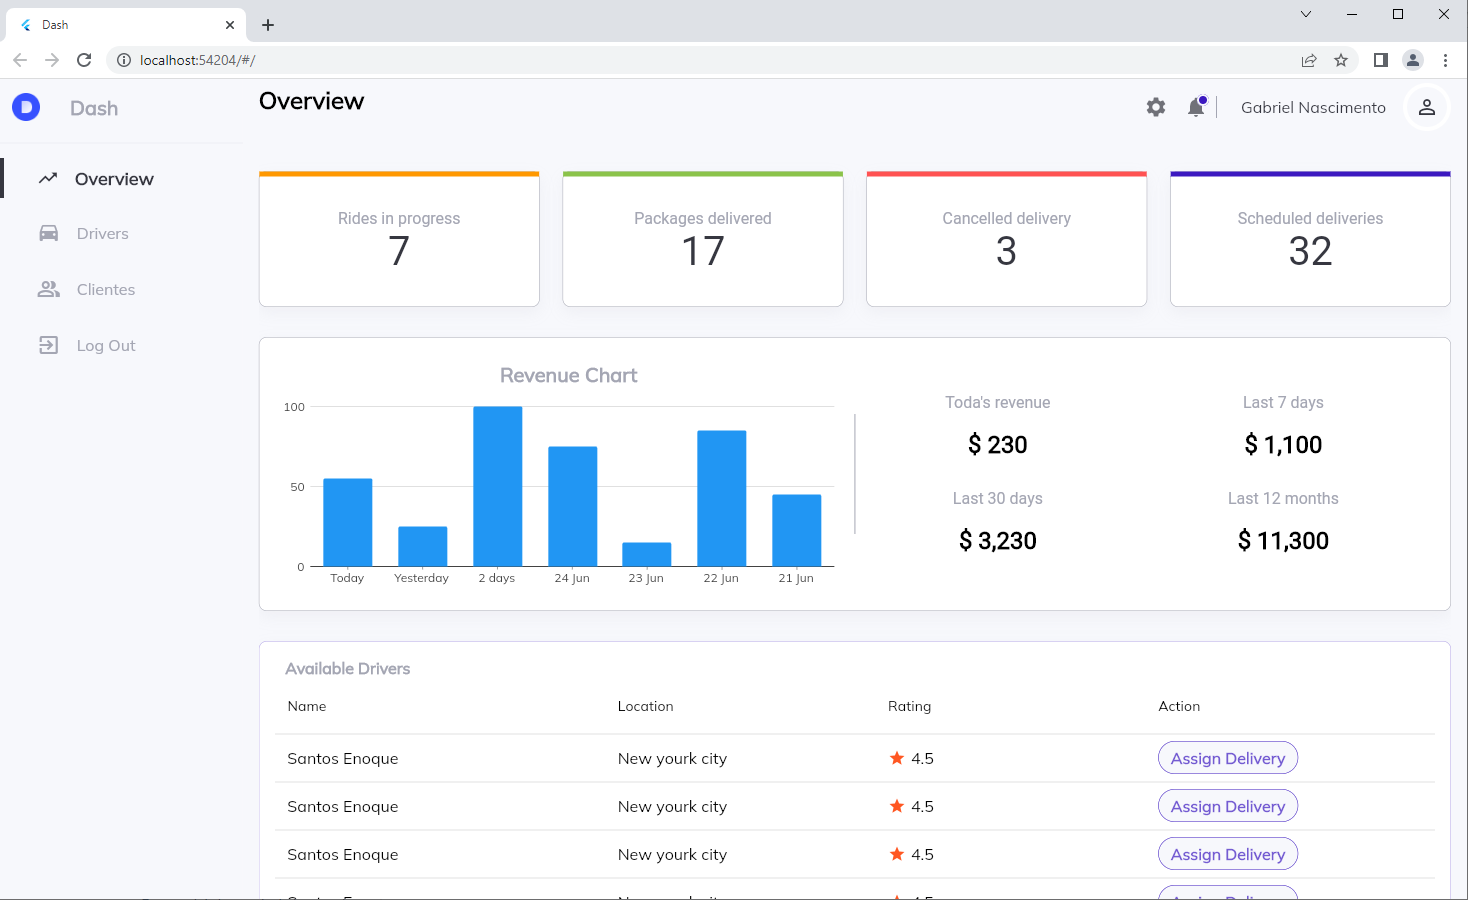 Dash
localhost:54204/#/
D Dash
Overview
Gabriel Nascimento
Overview
Drivers
Clientes
Log Out
Rides in progress
7
Packages delivered
17
Cancelled delivery
3
Scheduled deliveries
32
Revenue Chart
100
50
0
Today Yesterday 2 days 24 Jun 23 Jun 22 Jun 21 Jun
Toda's revenue
$ 230
Last 7 days
$ 1,100
Last 30 days
$ 3,230
Last 12 months
$ 11,300
Available Drivers
Name Location Rating Action
Santos Enoque New yourk city 4.5 Assign Delivery
Santos Enoque New yourk city 4.5 Assign Delivery
Santos Enoque New yourk city 4.5 Assign Delivery